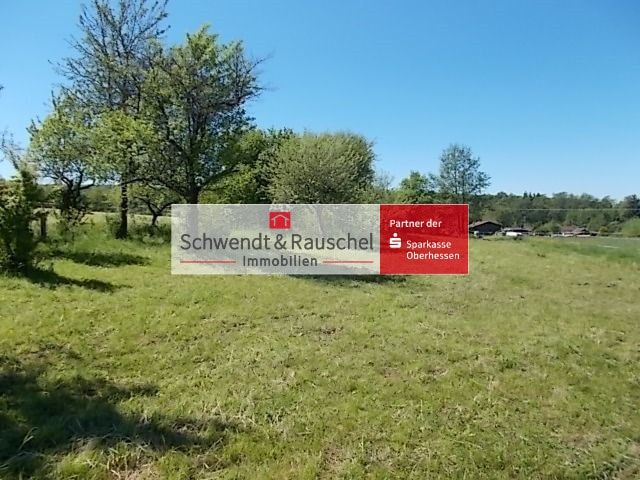 Schwendt & Rauschel
Immobilien
Partner der
Sparkasse
Oberhessen